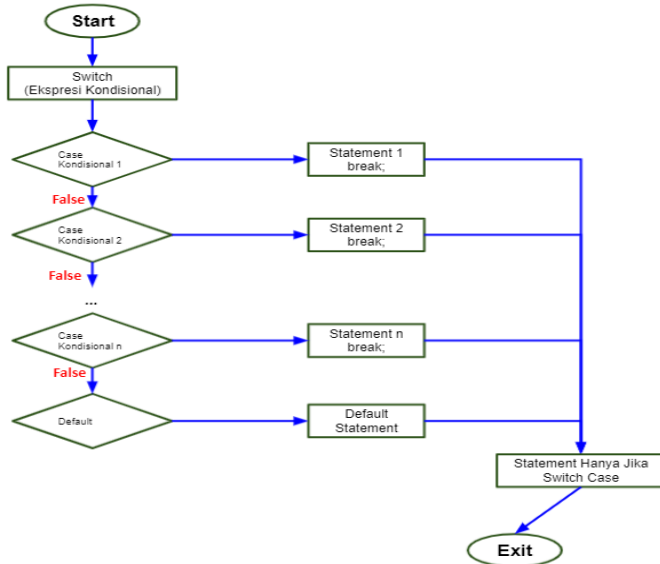 Start
Switch
(Ekspresi Kondisional)
Case
Kondisional 1
Statement 1
break;
False
Case
Kondisional 2
Statement 2
break;
False
...
Case
Kondisional n
Statement n
break;
False
Default
Default
Statement
Statement Hanya Jika
Switch Case
Exit